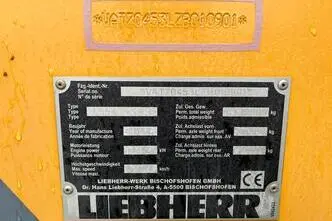 Fzg.-Ident.-Nr.
Serial no.
N° de série
Type Zul. Ges. Gew.
Type Perm. total weight kg
Type Poids admissible
Baujahr Zul. Achslast vorn
Year of manufacture Perm. axle weight front kg
Année de fabrication Charge admis. sur ess. AV
Motorleistung Zul. Achslast hinten
Engine power kW Perm. axle weight rear kg
Puissance moteur Charge admis. sur ess. AR
Höchstgeschwindigkeit
Max. speed km/h
Vitesse maxi
LIEBHERR-WERK BISCHOFSHOFEN GMBH
Dr. Hans Liebherr-Straße 4, A-5500 BISCHOFSHOFEN
CE
LIEBHERR